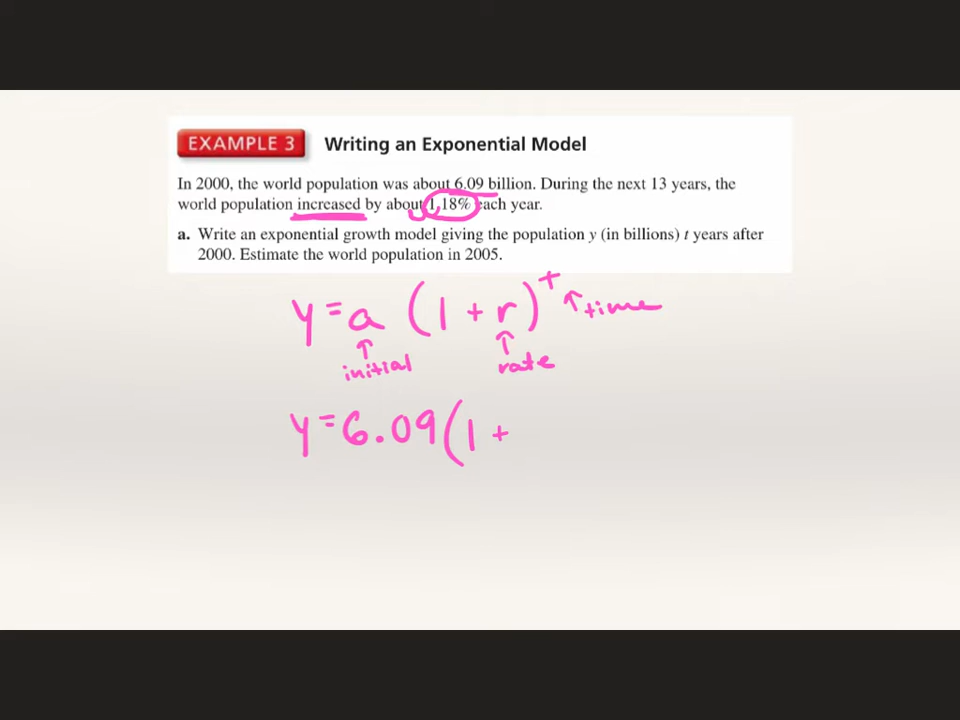 EXAMPLE 3 Writing an Exponential Model
In 2000, the world population was about 6.09 billion. During the next 13 years, the
world population increased by about 1.18% each year.
a. Write an exponential growth model giving the population y (in billions) t years after
2000. Estimate the world population in 2005.
y = a (1 + r)^t ↑ time
↑ initial ↑ rate
y = 6.09(1 +